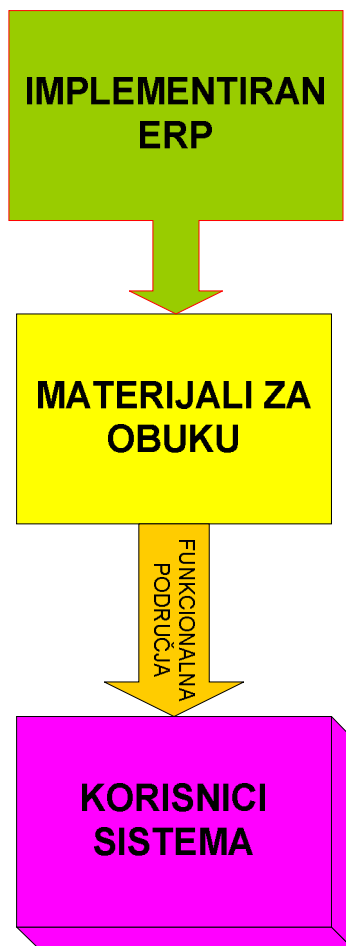 IMPLEMENTIRAN
ERP
MATERIJALI ZA
OBUKU
FUNKCIONALNA
PODRUČJA
KORISNICI
SISTEMA